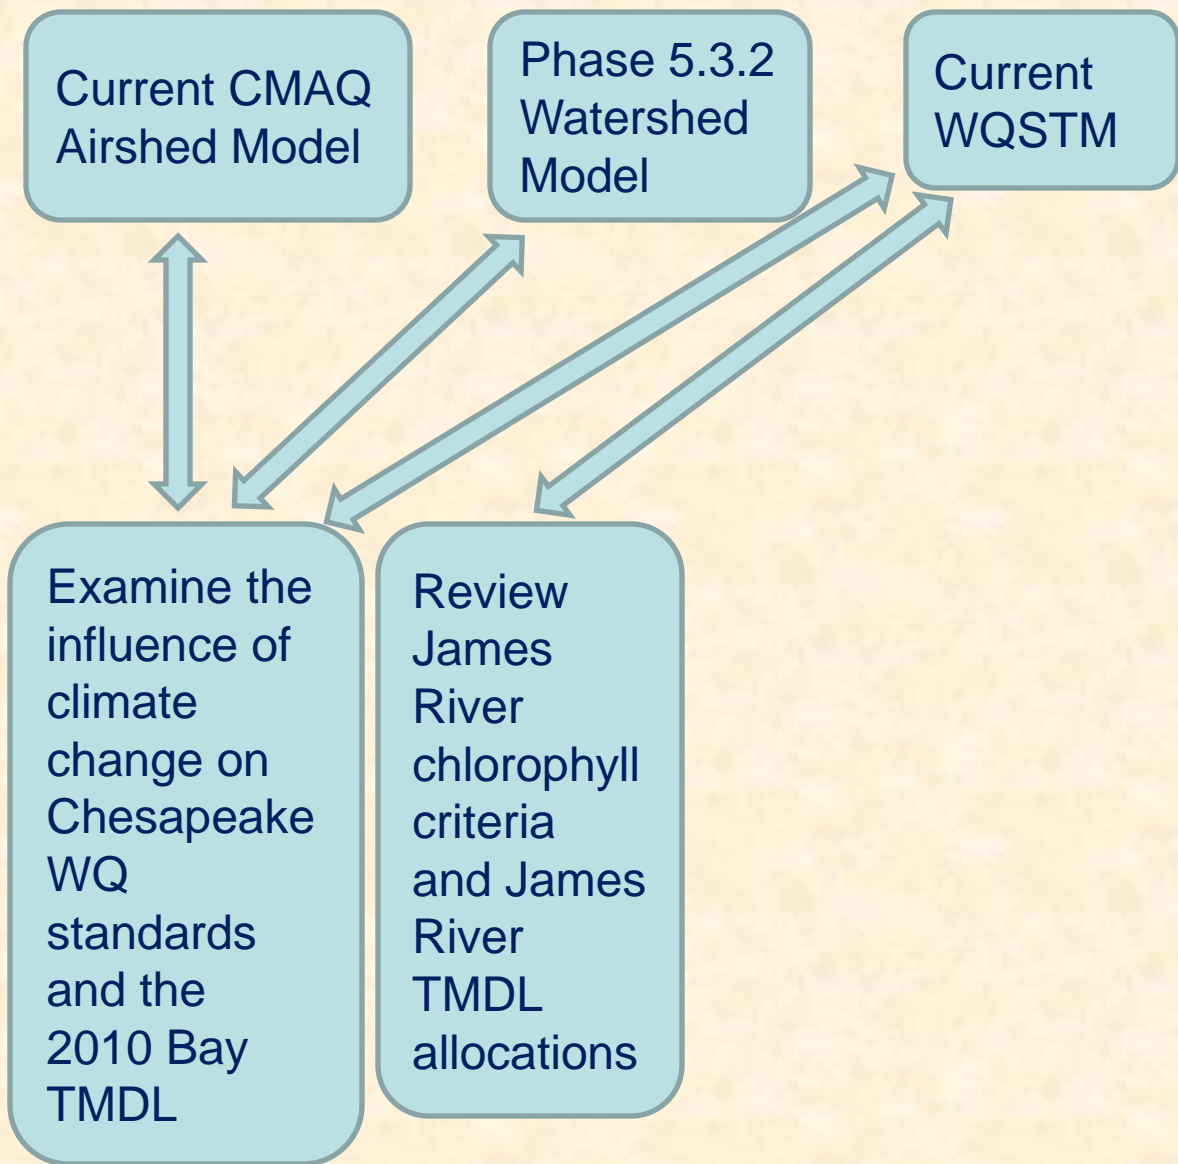 Current CMAQ
Airshed Model
Phase 5.3.2
Watershed
Model
Current
WQSTM
Examine the
influence of
climate
change on
Chesapeake
WQ
standards
and the
2010 Bay
TMDL
Review
James
River
chlorophyll
criteria
and James
River
TMDL
allocations